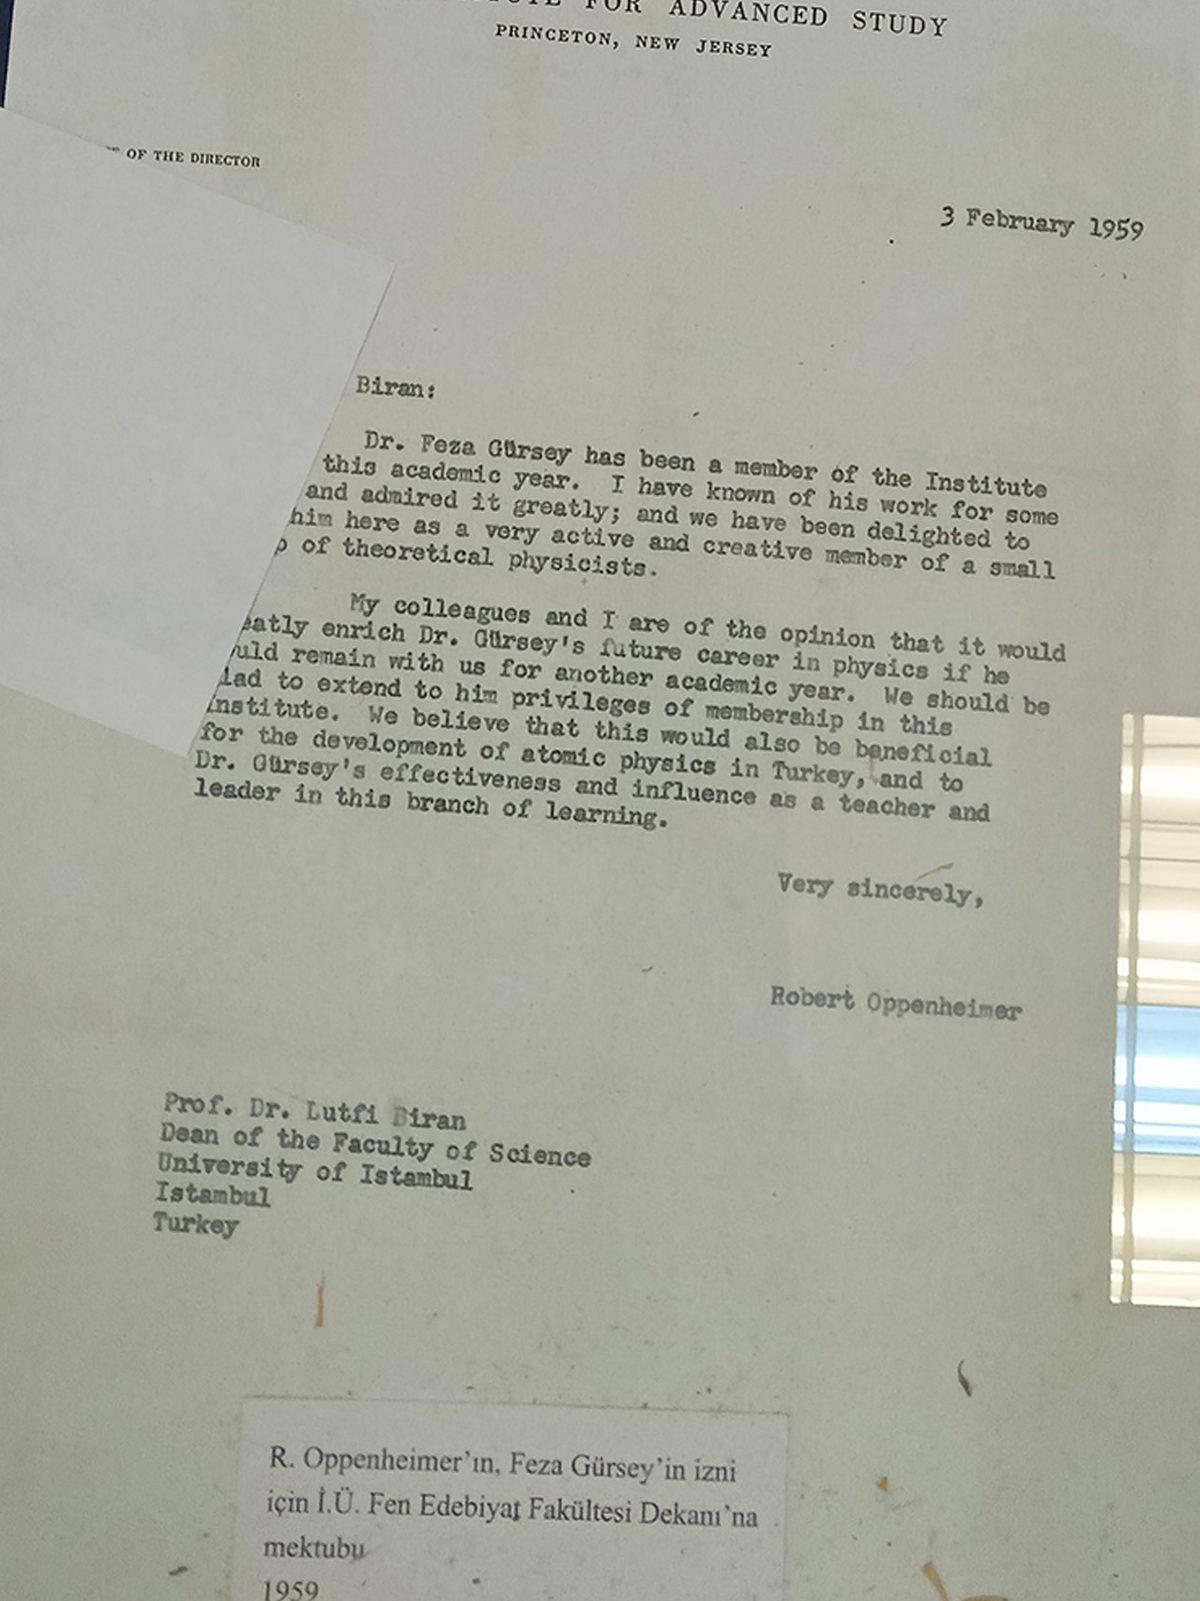 FOR ADVANCED STUDY
PRINCETON, NEW JERSEY
OF THE DIRECTOR
3 February 1959
Biran:
Dr. Feza Gürsey has been a member of the Institute
this academic year. I have known of his work for some
and admired it greatly; and we have been delighted to
him here as a very active and creative member of a small
of theoretical physicists.
My colleagues and I are of the opinion that it would
eatly enrich Dr. Gürsey's future career in physics if he
uld remain with us for another academic year. We should be
lad to extend to him privileges of membership in this
nstitute. We believe that this would also be beneficial
for the development of atomic physics in Turkey, and to
Dr. Gürsey's effectiveness and influence as a teacher and
leader in this branch of learning.
Very sincerely,
Robert Oppenheimer
Prof. Dr. Lutfi Biran
Dean of the Faculty of Science
University of Istambul
Istambul
Turkey
R. Oppenheimer'ın, Feza Gürsey'in izni
için İ.Ü. Fen Edebiyat Fakültesi Dekanı'na
mektubu
1959